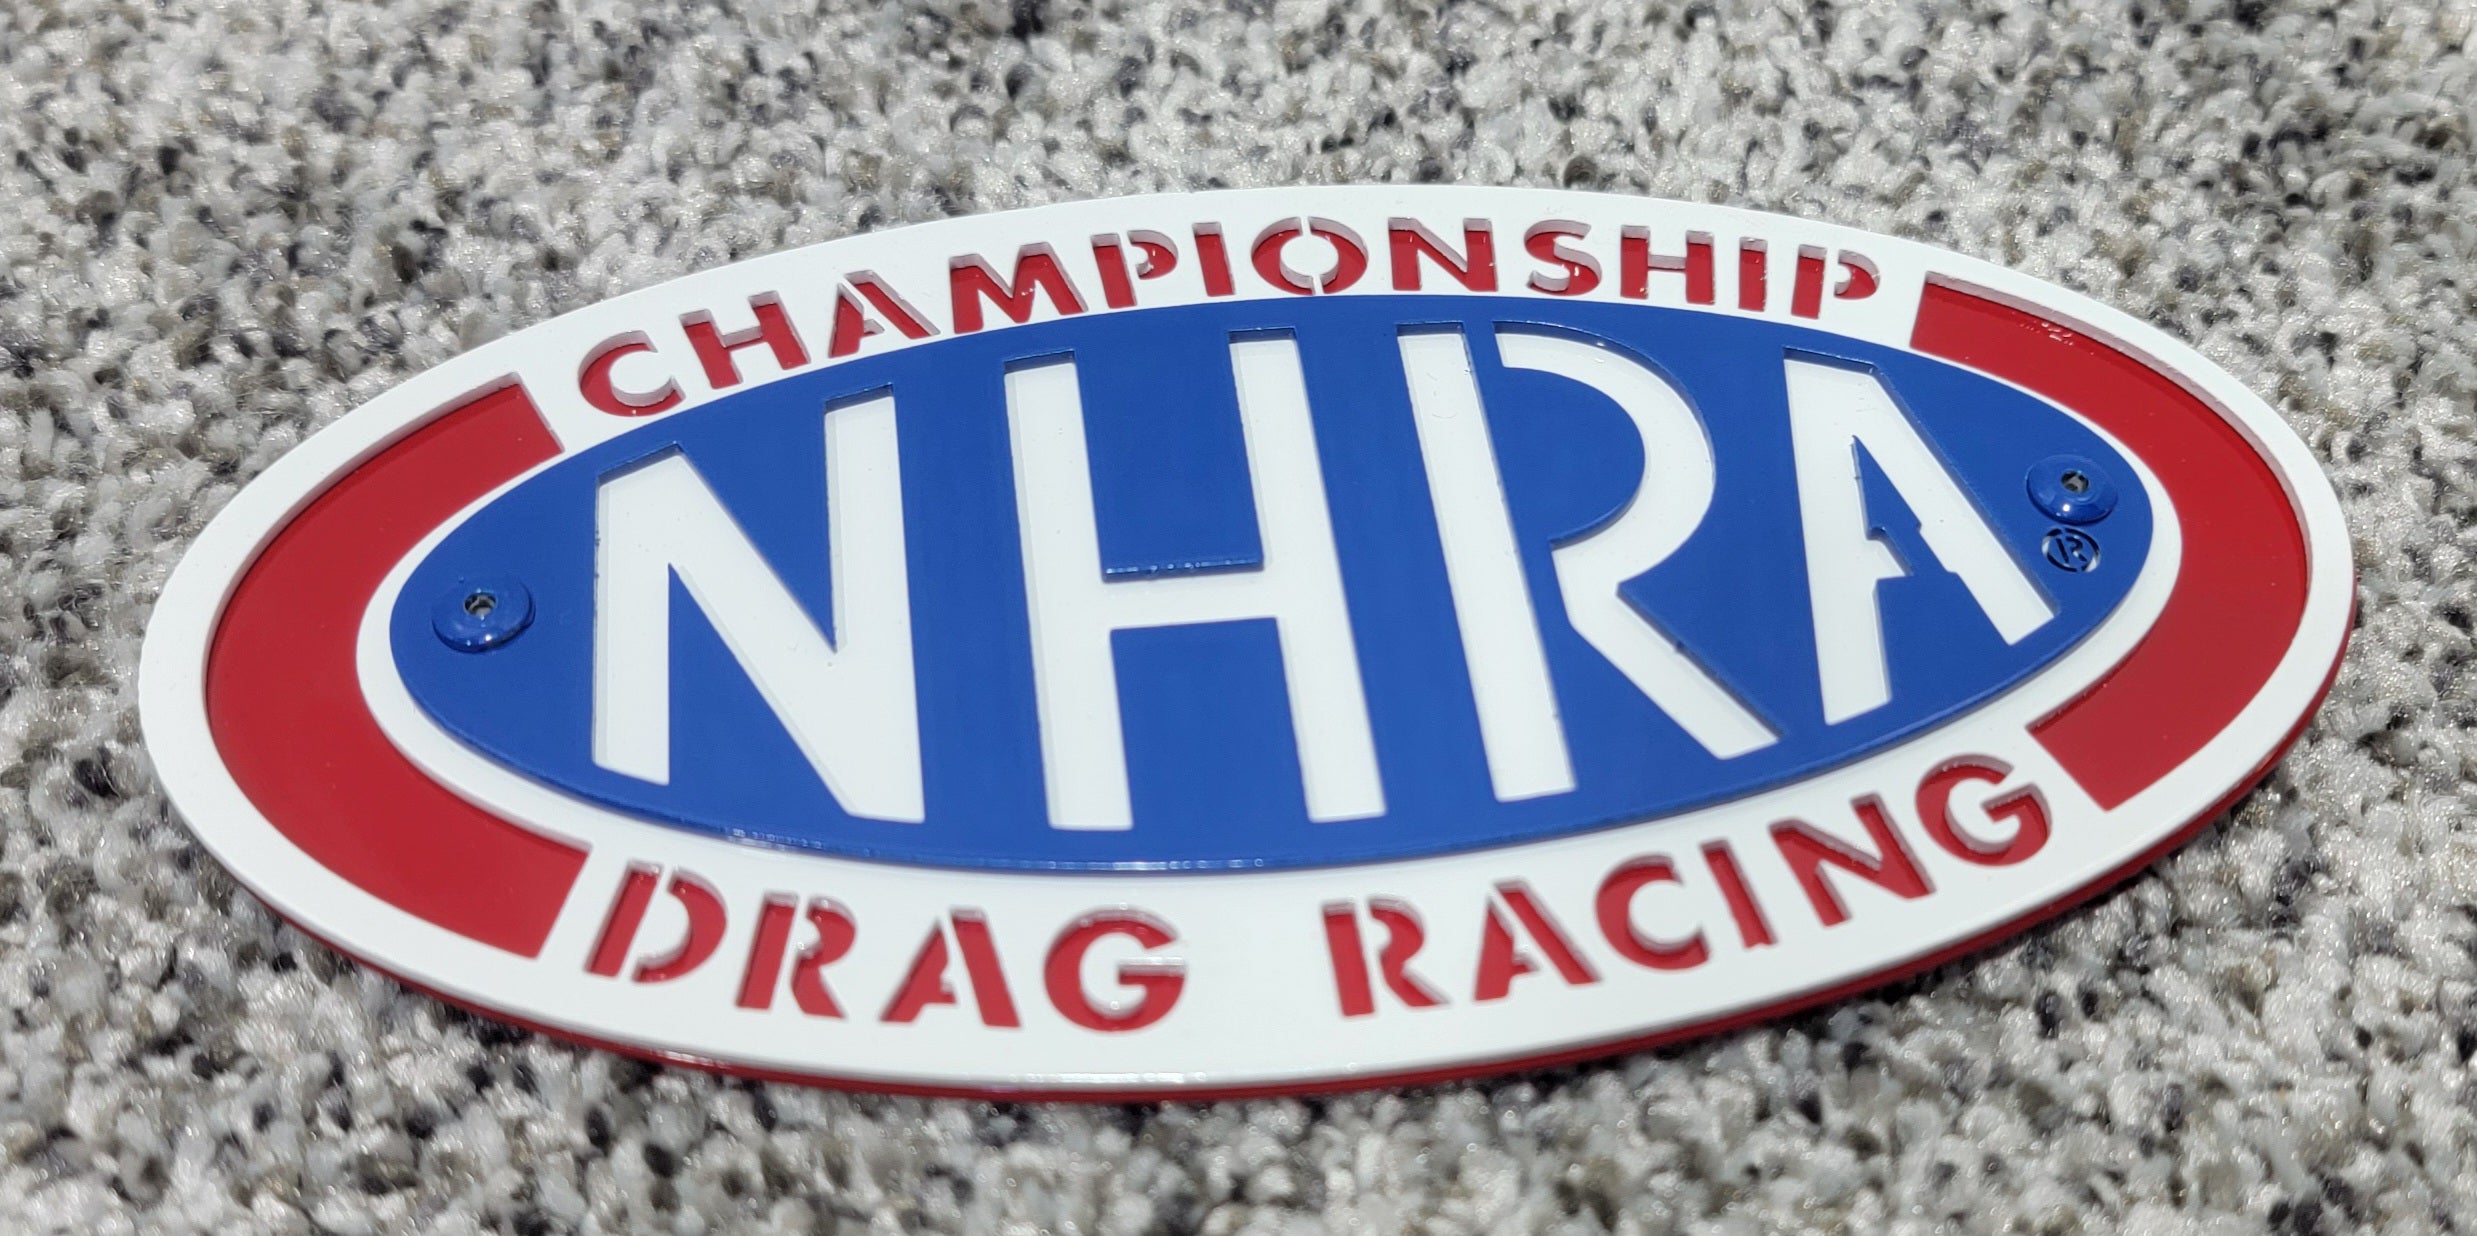 CHAMPIONSHIP
NHRA
®
DRAG RACING